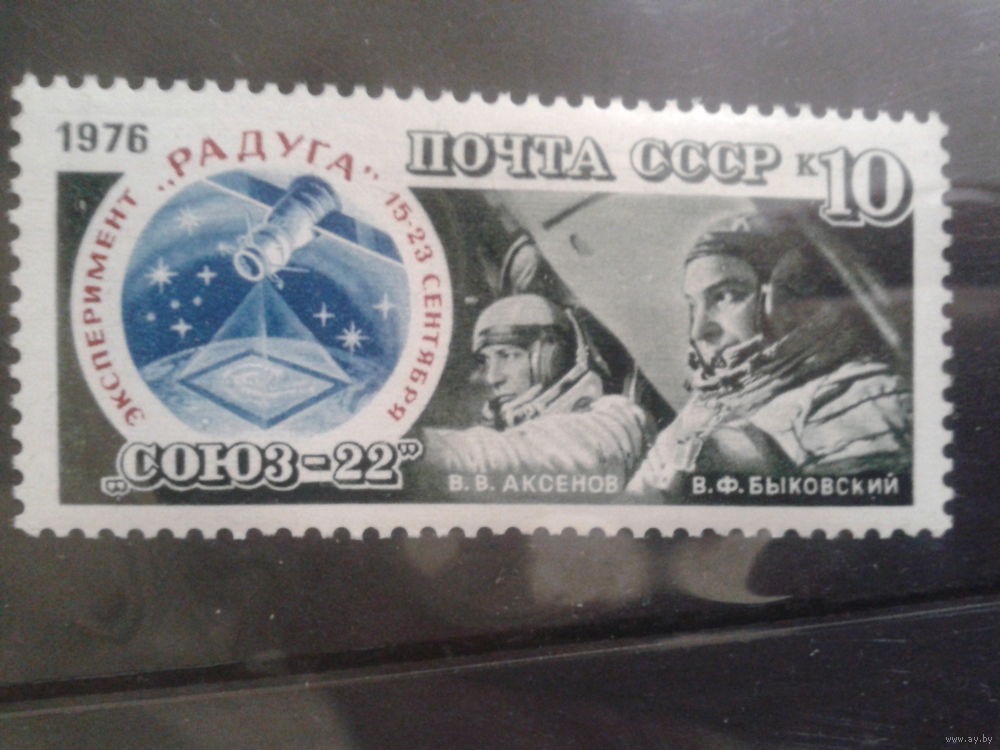 1976
ПОЧТА СССР к10
ЭКСПЕРИМЕНТ „РАДУГА" 15-23 СЕНТЯБРЯ
„СОЮЗ-22"
В. В. АКСЕНОВ
В.Ф. БЫКОВСКИЙ
www.ay.by